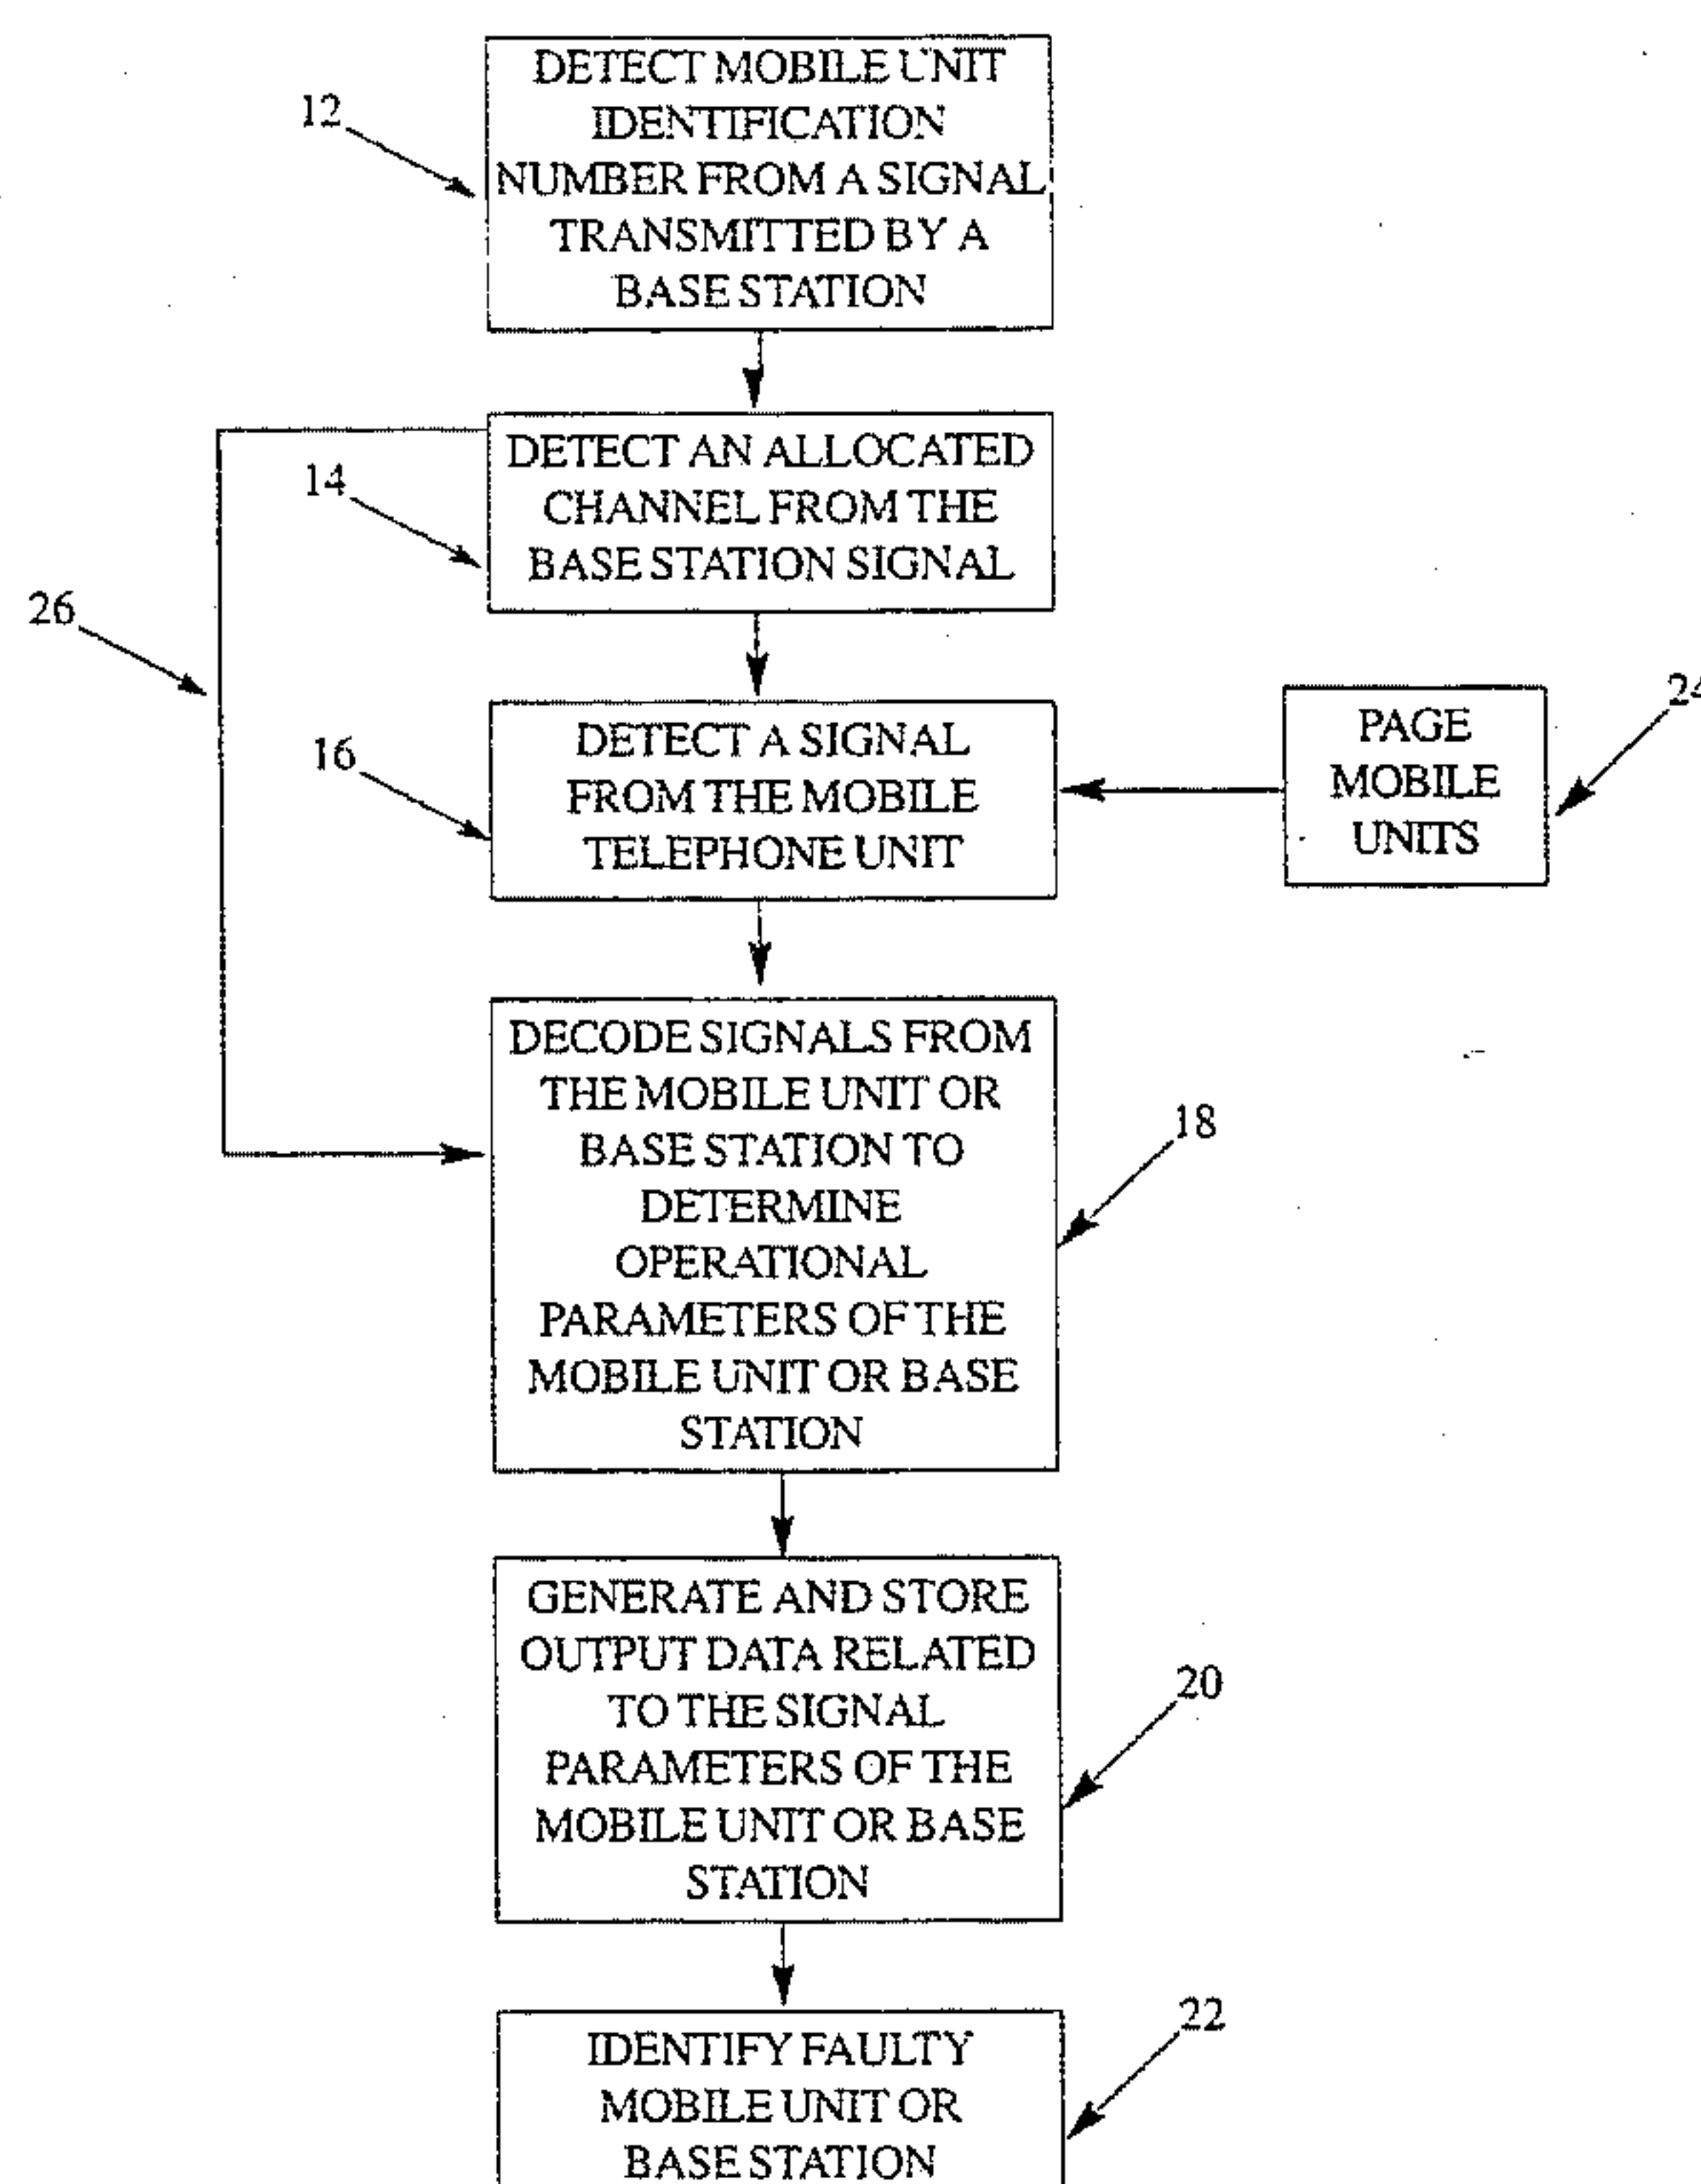 DETECT MOBILE UNIT
IDENTIFICATION
NUMBER FROM A SIGNAL
TRANSMITTED BY A
BASE STATION
12
DETECT AN ALLOCATED
CHANNEL FROM THE
BASE STATION SIGNAL
14
26
DETECT A SIGNAL
FROM THE MOBILE
TELEPHONE UNIT
16
PAGE
MOBILE
UNITS
24
DECODE SIGNALS FROM
THE MOBILE UNIT OR
BASE STATION TO
DETERMINE
OPERATIONAL
PARAMETERS OF THE
MOBILE UNIT OR BASE
STATION
18
GENERATE AND STORE
OUTPUT DATA RELATED
TO THE SIGNAL
PARAMETERS OF THE
MOBILE UNIT OR BASE
STATION
20
IDENTIFY FAULTY
MOBILE UNIT OR
BASE STATION
22